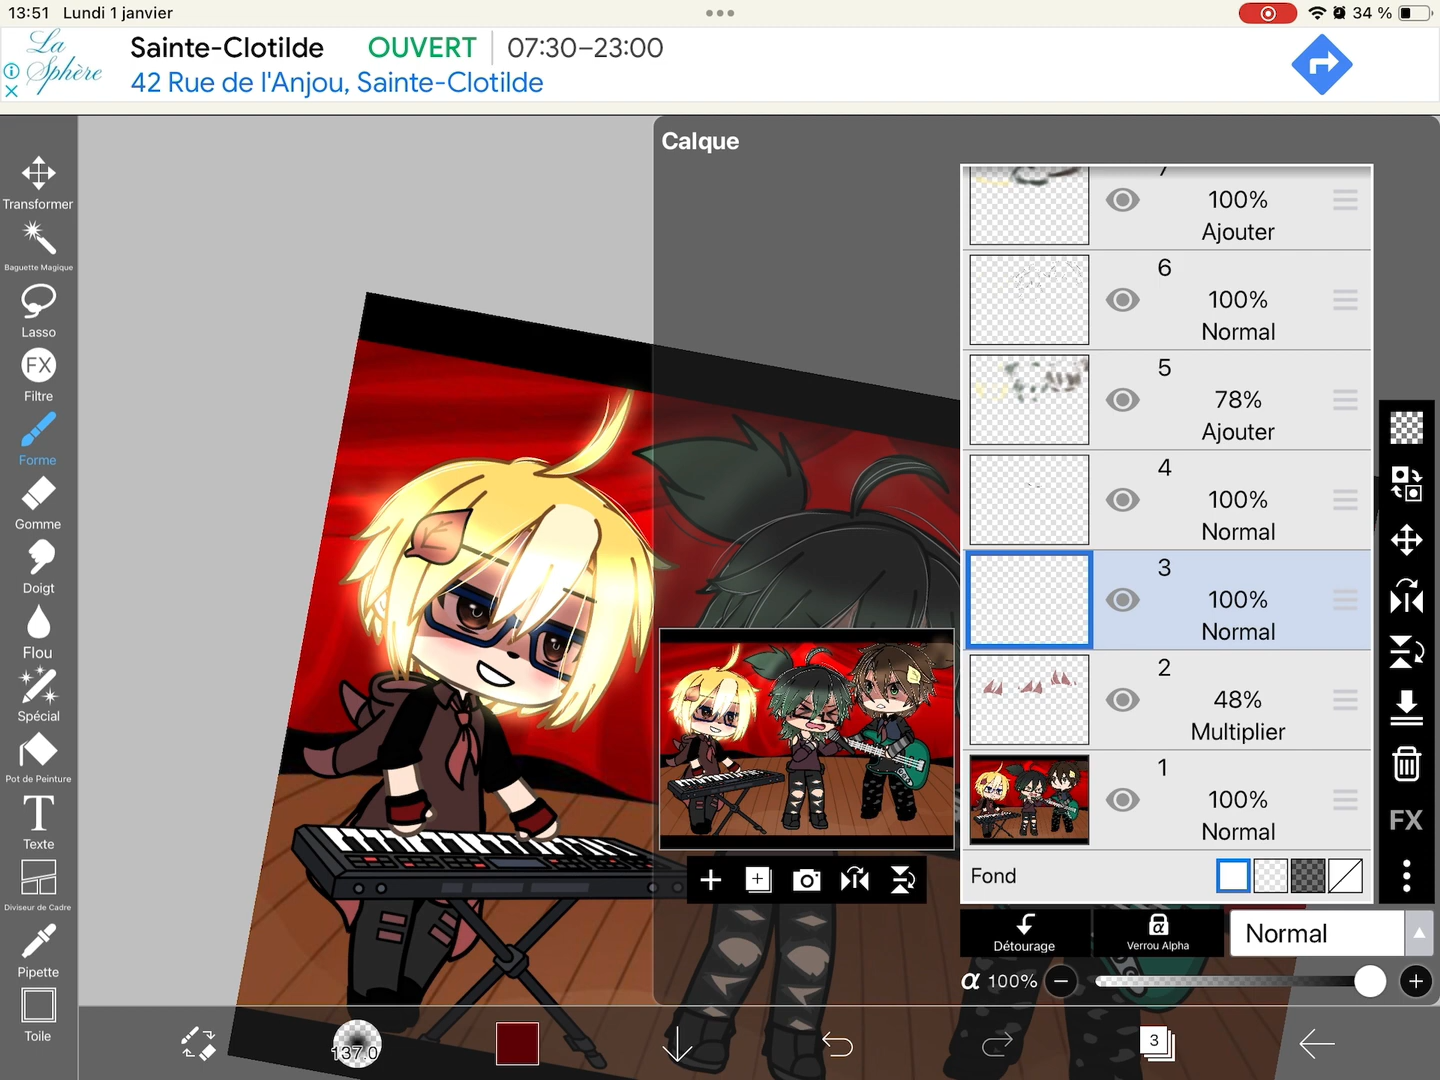 13:51 Lundi 1 janvier
34 %
La Sphère
Sainte-Clotilde OUVERT 07:30–23:00
42 Rue de l'Anjou, Sainte-Clotilde
Calque
Transformer
Baguette Magique
Lasso
FX
Filtre
Forme
Gomme
Doigt
Flou
Spécial
Pot de Peinture
T
Texte
Diviseur de Cadre
Pipette
Toile
7
100%
Ajouter
6
100%
Normal
5
78%
Ajouter
4
100%
Normal
3
100%
Normal
2
48%
Multiplier
1
100%
Normal
Fond
FX
Détourage
α
Verrou Alpha
Normal
α 100%
137.0
3